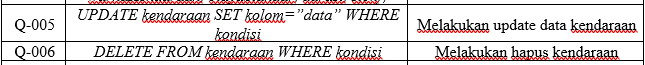 Q-005 UPDATE kendaraan SET kolom=”data” WHERE kondisi Melakukan update data kendaraan
Q-006 DELETE FROM kendaraan WHERE kondisi Melakukan hapus kendaraan